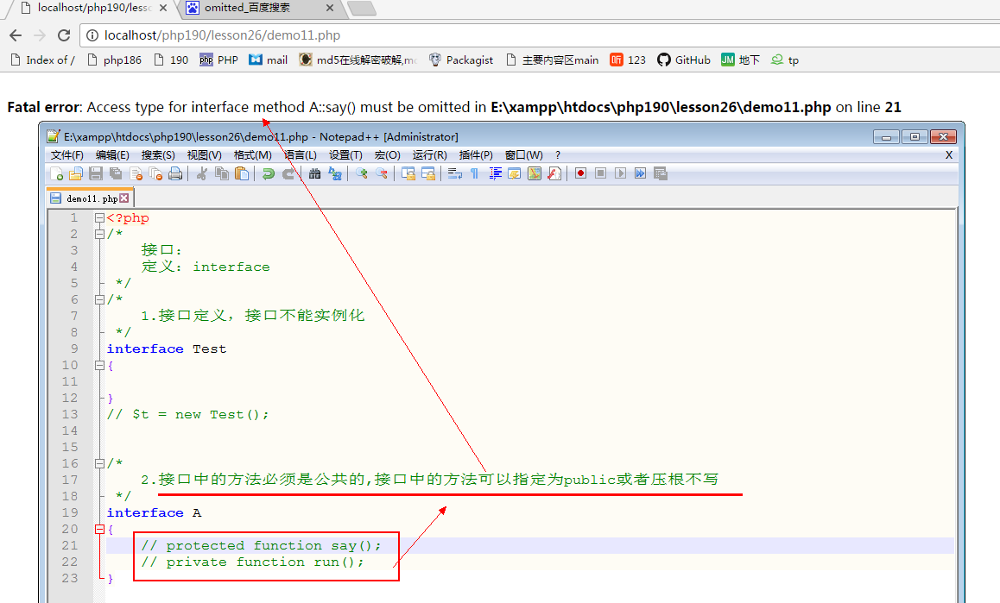 localhost/php190/lesso
omitted_百度搜索
localhost/php190/lesson26/demo11.php
Index of / php186 190 PHP mail md5在线解密破解,mc Packagist 主要内容区main 123 GitHub 地下 tp
Fatal error: Access type for interface method A::say() must be omitted in E:\xampp\htdocs\php190\lesson26\demo11.php on line 21
E:\xampp\htdocs\php190\lesson26\demo11.php - Notepad++ [Administrator]
文件(F) 编辑(E) 搜索(S) 视图(V) 格式(M) 语言(L) 设置(T) 宏(O) 运行(R) 插件(P) 窗口(W) ? X
demo11.php
1 <?php
2 /*
3 接口:
4 定义: interface
5 */
6 /*
7 1.接口定义, 接口不能实例化
8 */
9 interface Test
10 {
11
12 }
13 // $t = new Test();
14
15
16 /*
17 2.接口中的方法必须是公共的,接口中的方法可以指定为public或者压根不写
18 */
19 interface A
20 {
21 // protected function say();
22 // private function run();
23 }